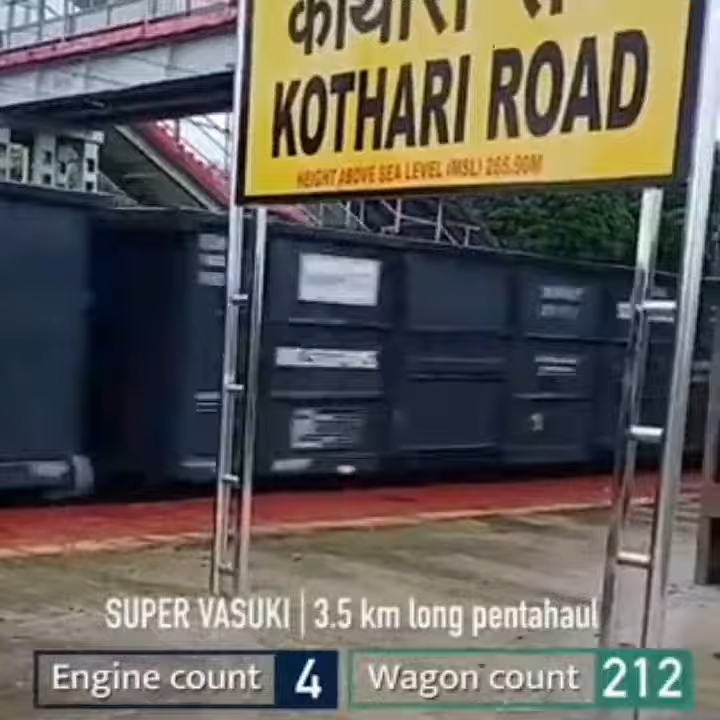 KOTHARI ROAD
HEIGHT ABOVE SEA LEVEL (MSL) 265.90M
SUPER VASUKI | 3.5 km long pentahaul
Engine count 4 Wagon count 212